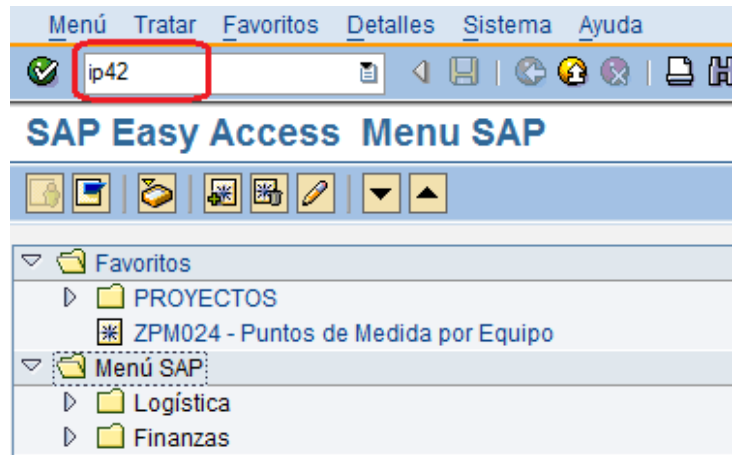 Menú Tratar Favoritos Detalles Sistema Ayuda
ip42
SAP Easy Access Menu SAP
Favoritos
PROYECTOS
ZPM024 - Puntos de Medida por Equipo
Menú SAP
Logística
Finanzas